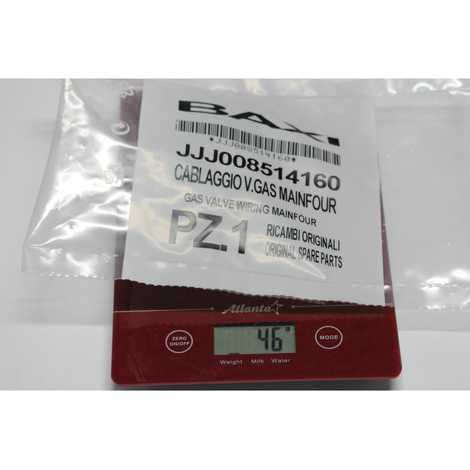 BAXI
*JJJ008514160*
JJJ008514160
CABLAGGIO V.GAS MAINFOUR
GAS VALVE WIRING MAINFOUR
PZ.1
RICAMBI ORIGINALI
ORIGINAL SPARE PARTS
Atlanta
ZERO
ON/OFF
46
MODE
Weight Milk Water